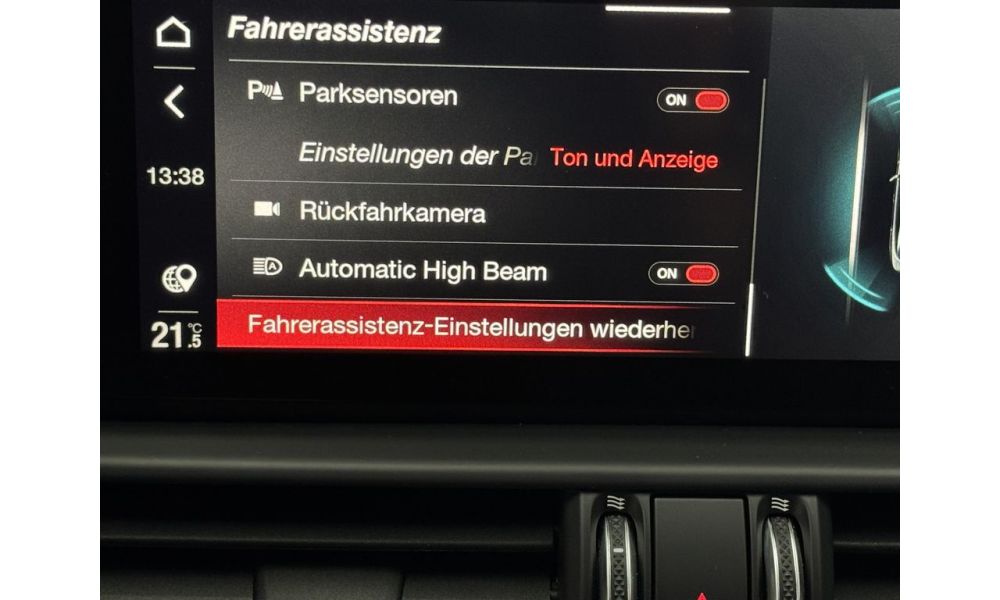 Fahrerassistenz
Parksensoren ON
Einstellungen der Pa Ton und Anzeige
13:38
Rückfahrkamera
Automatic High Beam ON
Fahrerassistenz-Einstellungen wiederhe
21.5 °C